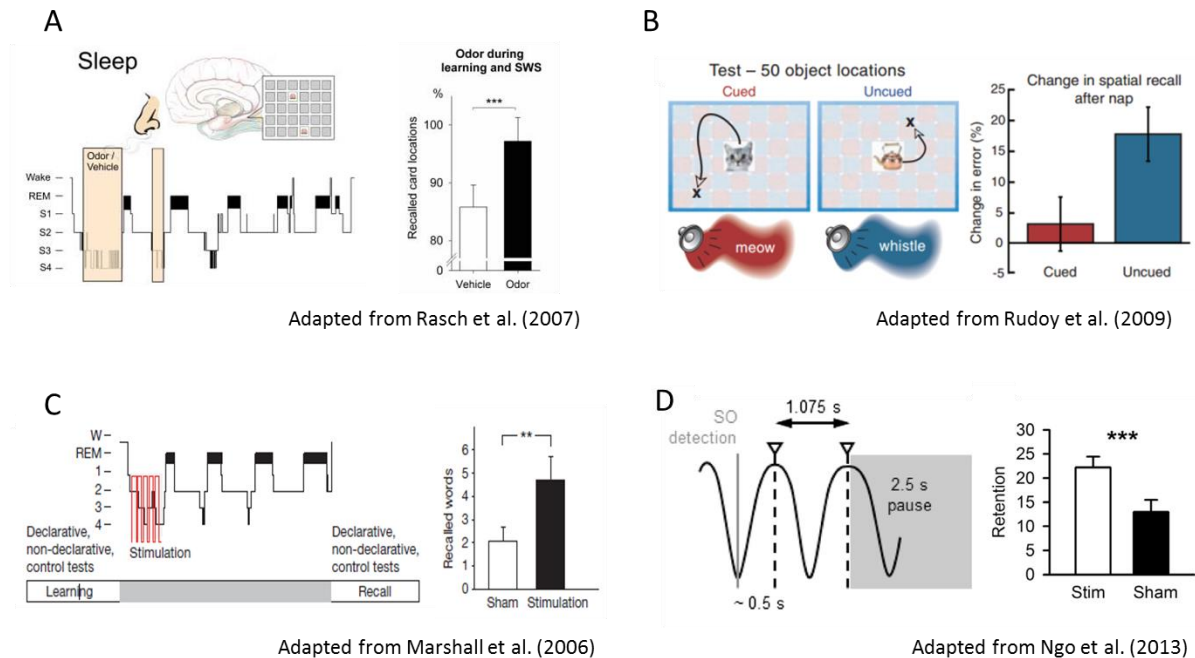 A
Sleep
Odor /
Vehicle
Wake
REM
S1
S2
S3
S4
Odor during
learning and SWS
%
***
100
90
80
0
Recalled card locations
Vehicle Odor
Adapted from Rasch et al. (2007)
B
Test – 50 object locations
Cued Uncued
x
x
meow
whistle
Change in spatial recall
after nap
25
20
15
10
5
0
-5
Change in error (%)
Cued Uncued
Adapted from Rudoy et al. (2009)
C
W
REM
1
2
3
4
Declarative,
non-declarative,
control tests
Stimulation
Declarative,
non-declarative,
control tests
Learning
Recall
**
6
5
4
3
2
1
0
Recalled words
Sham Stimulation
Adapted from Marshall et al. (2006)
D
SO
detection
1.075 s
2.5 s
pause
~ 0.5 s
***
30
25
20
15
10
5
0
Retention
Stim Sham
Adapted from Ngo et al. (2013)